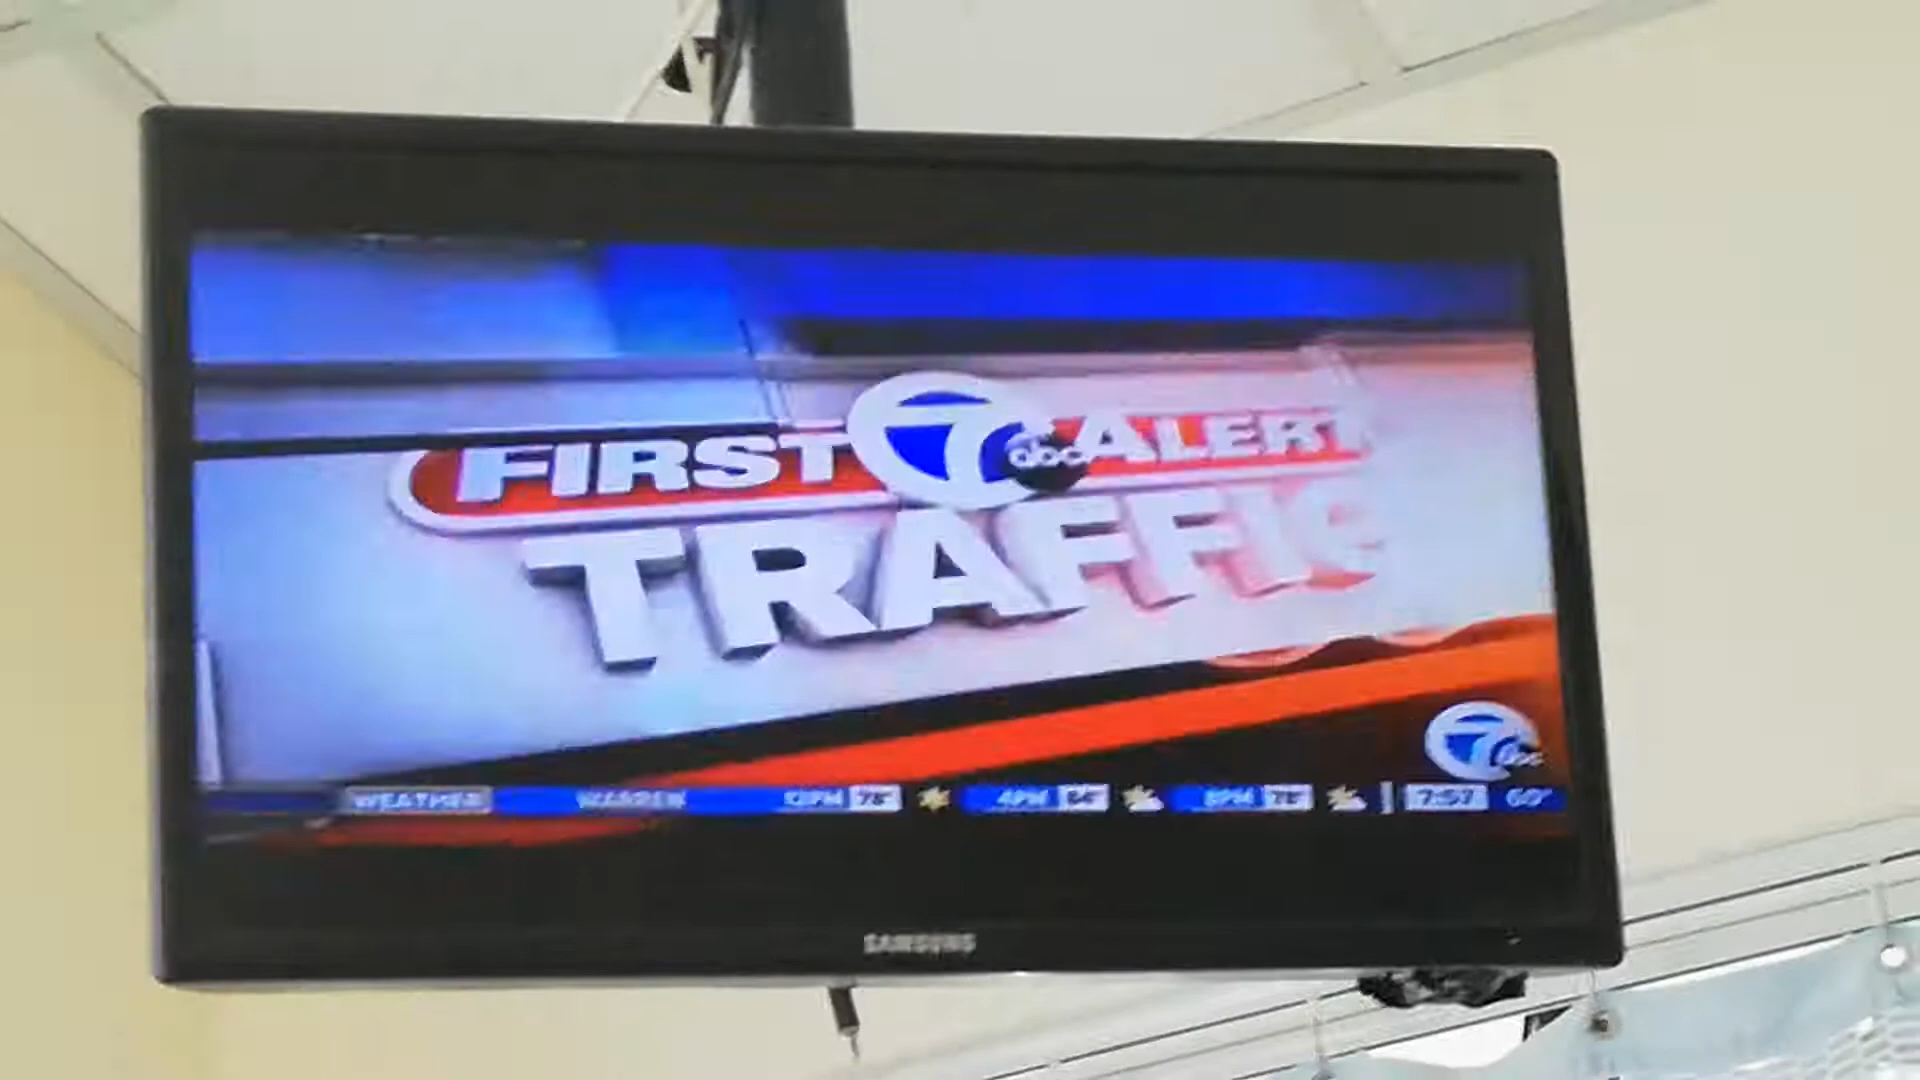 FIRST 7 abc ALERT
TRAFFIC
7 abc
WEATHER WARREN 12PM 78° 4PM 84° 8PM 78° 7:57 60°
SAMSUNG